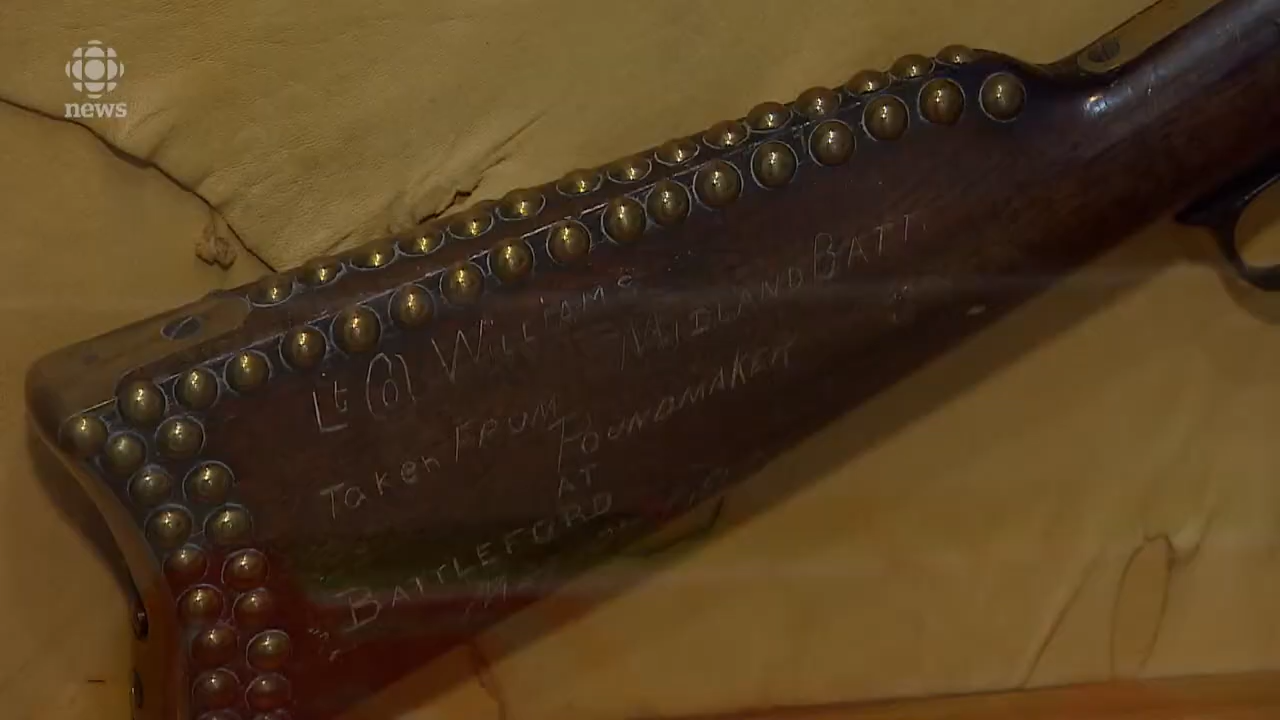 news
Lt Col Williams
Midland Batt.
Taken From
Poundmaker
AT
Battleford